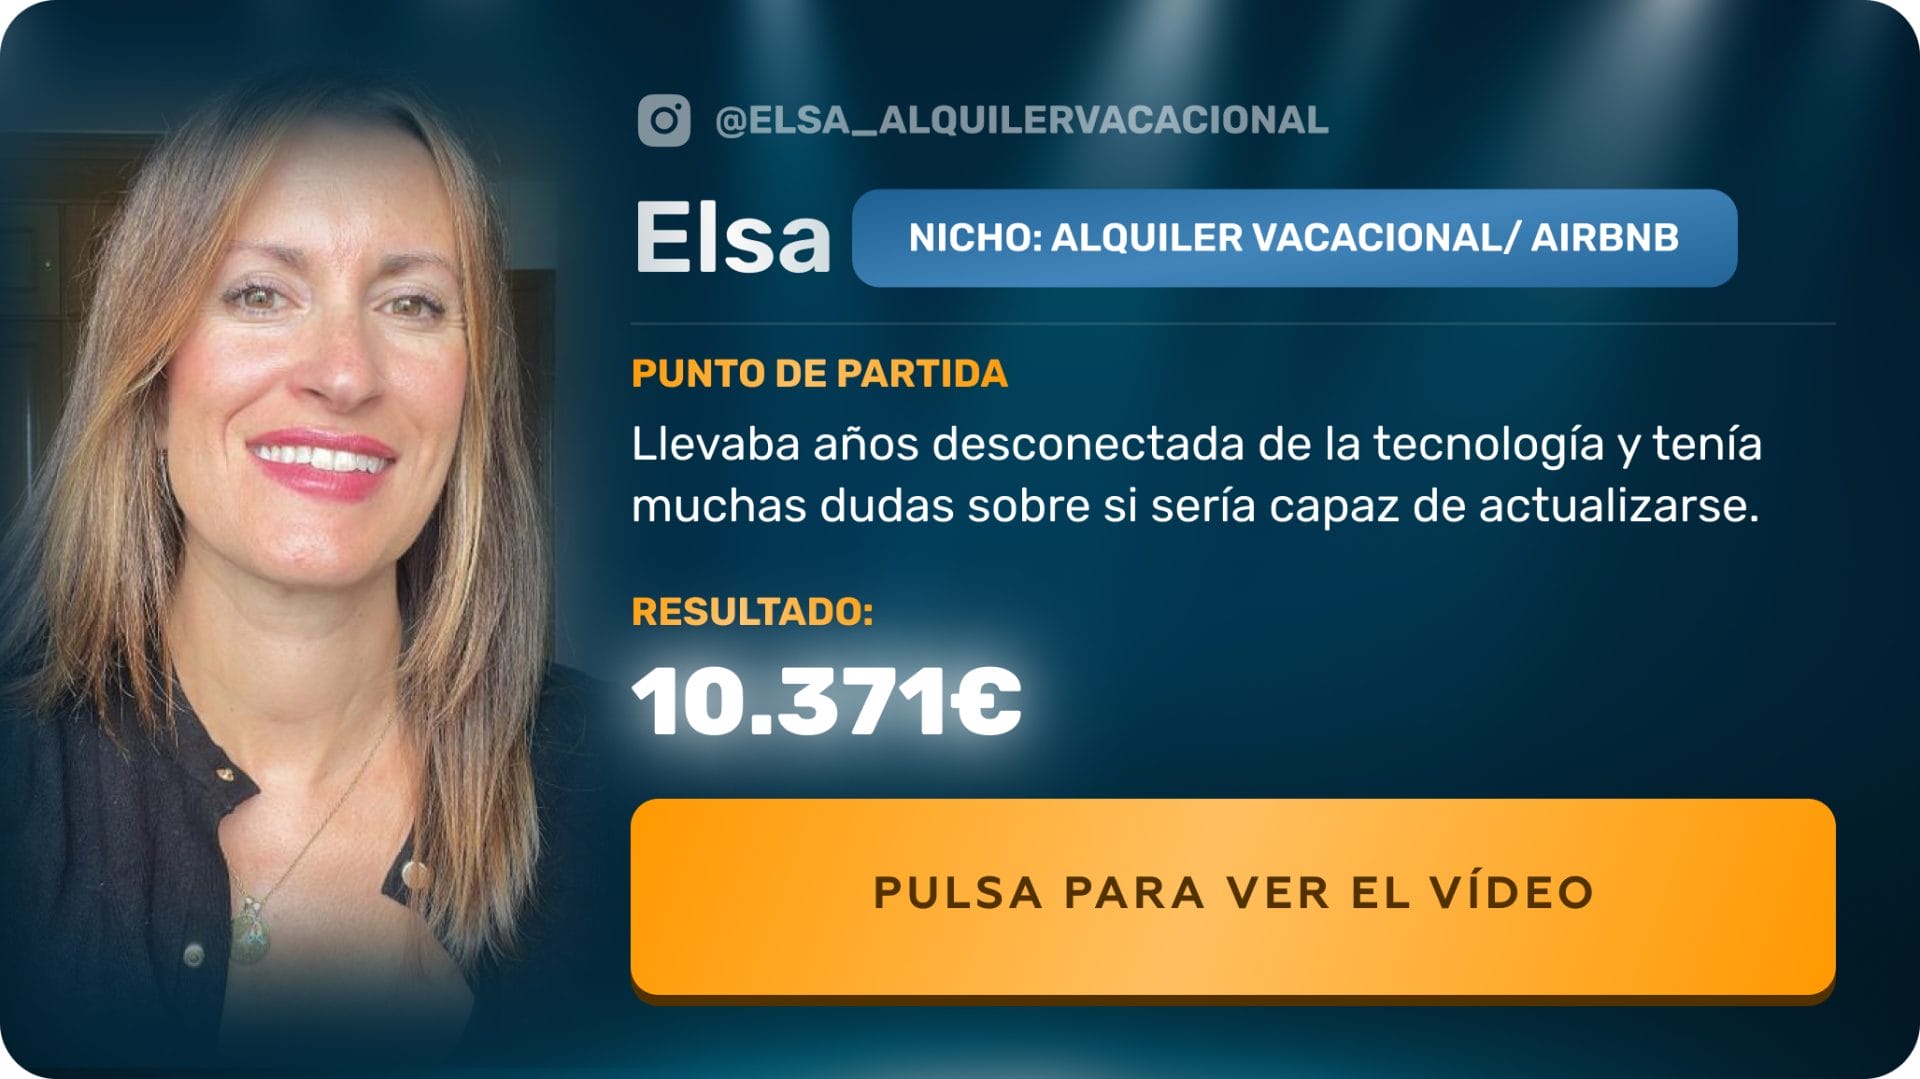 @ELSA_ALQUILERVACACIONAL
Elsa
NICHO: ALQUILER VACACIONAL/ AIRBNB
PUNTO DE PARTIDA
Llevaba años desconectada de la tecnología y tenía
muchas dudas sobre si sería capaz de actualizarse.
RESULTADO:
10.371€
PULSA PARA VER EL VÍDEO